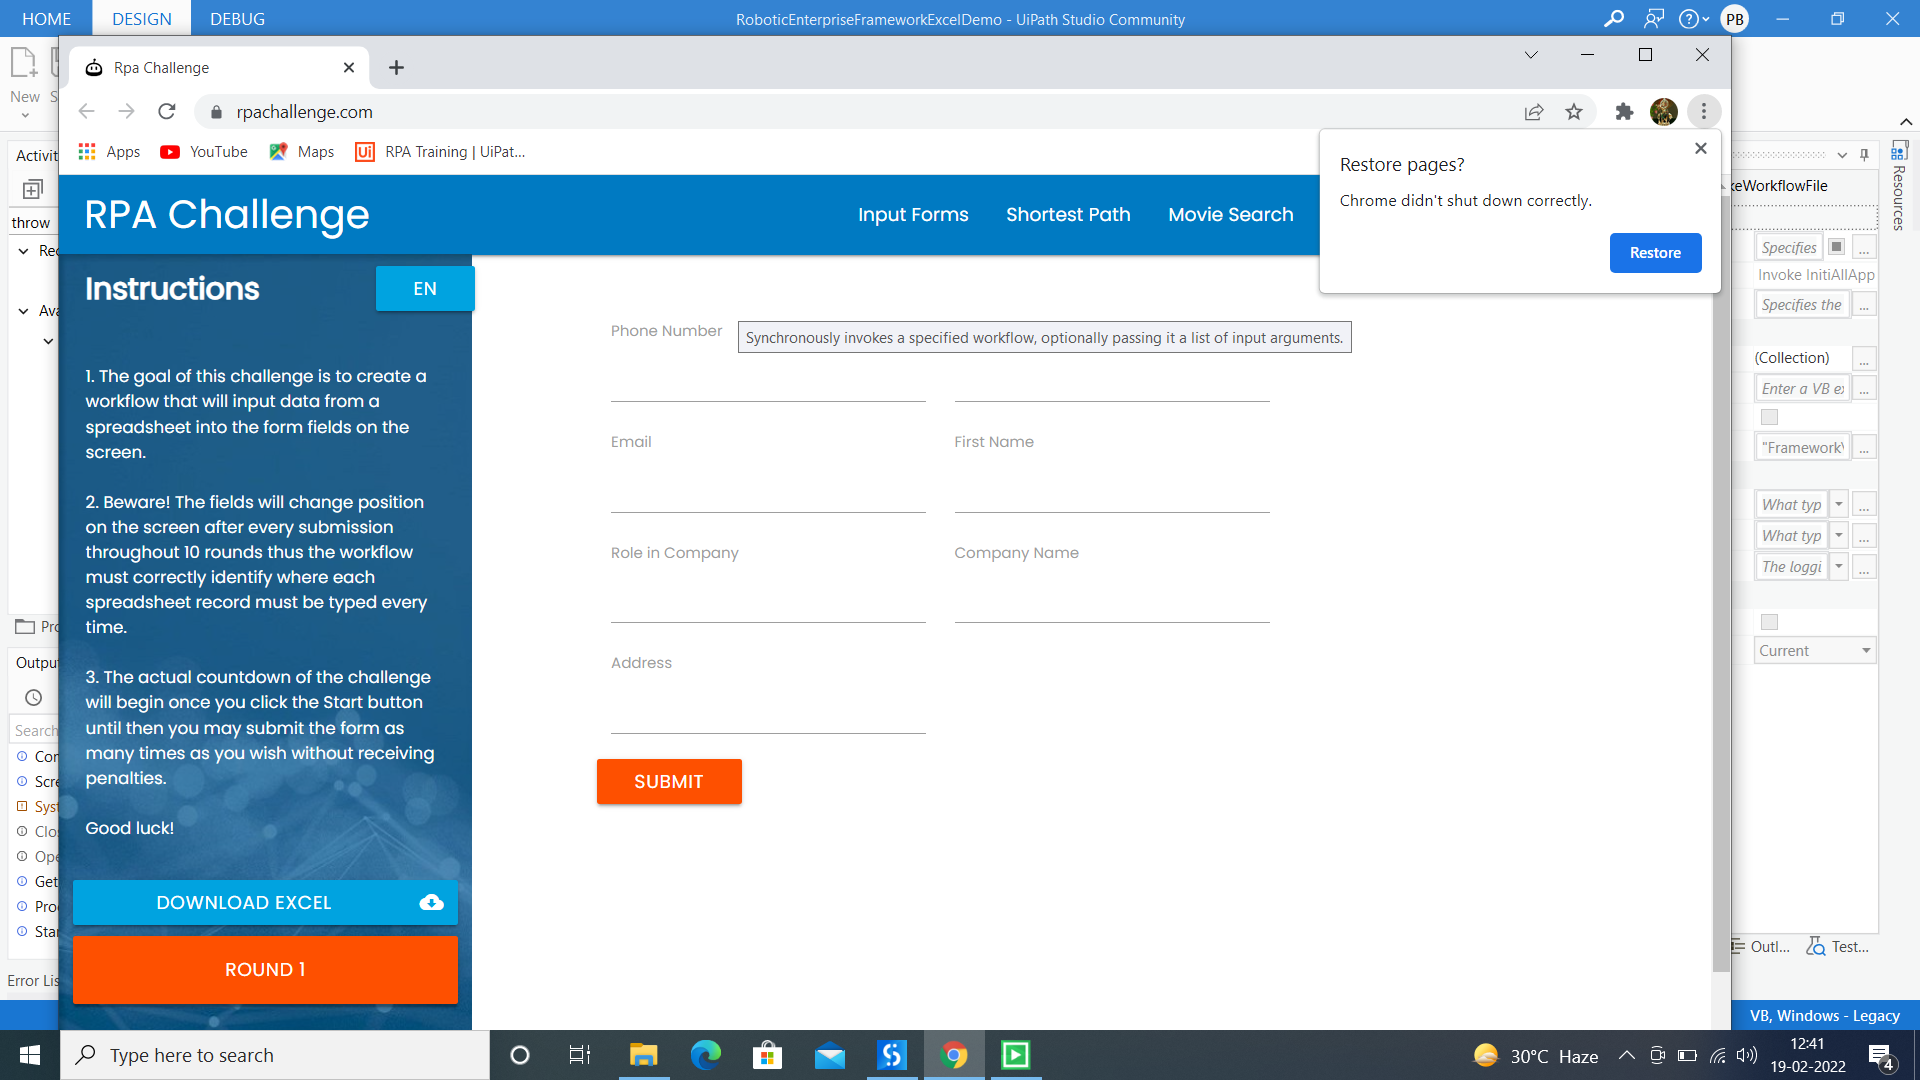 HOME DESIGN DEBUG
RoboticEnterpriseFrameworkExcelDemo - UiPath Studio Community
PB
New
Rpa Challenge
rpachallenge.com
Apps YouTube Maps RPA Training | UiPat...
Activit
throw
Rec
Ava
Pro
Outpu
Search
Con
Scre
Syst
Clos
Ope
Get
Pro
Star
Error Lis
RPA Challenge
Input Forms Shortest Path Movie Search
Restore pages?
Chrome didn't shut down correctly.
Restore
Instructions
EN
1. The goal of this challenge is to create a
workflow that will input data from a
spreadsheet into the form fields on the
screen.
2. Beware! The fields will change position
on the screen after every submission
throughout 10 rounds thus the workflow
must correctly identify where each
spreadsheet record must be typed every
time.
3. The actual countdown of the challenge
will begin once you click the Start button
until then you may submit the form as
many times as you wish without receiving
penalties.
Good luck!
DOWNLOAD EXCEL
ROUND 1
Phone Number
Synchronously invokes a specified workflow, optionally passing it a list of input arguments.
Email First Name
Role in Company Company Name
Address
SUBMIT
keWorkflowFile
Resources
Specifies ...
Invoke InitiAllApp
Specifies the ...
(Collection) ...
Enter a VB ex ...
"Framework\ ...
What typ ...
What typ ...
The loggi ...
Current
Outl... Test...
VB, Windows - Legacy
Type here to search
30°C Haze
12:41
19-02-2022
4